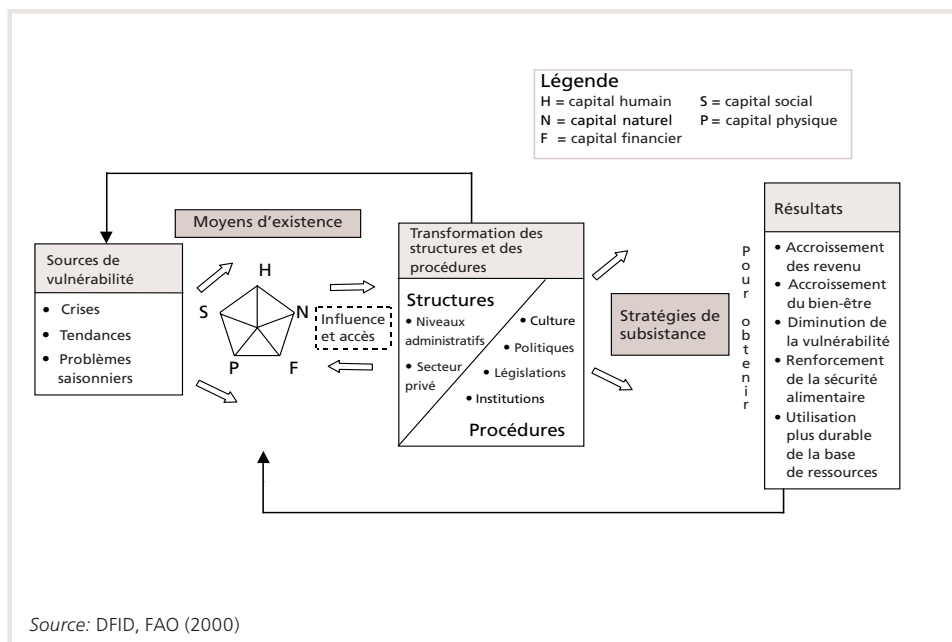 Légende
H = capital humain
S = capital social
N = capital naturel
P = capital physique
F = capital financier
Moyens d'existence
Sources de
vulnérabilité
• Crises
• Tendances
• Problèmes
saisonniers
H
S
N
P
F
Influence
et accès
Transformation des
structures et des
procédures
Structures
• Niveaux
administratifs
• Secteur
privé
• Culture
• Politiques
• Législations
• Institutions
Procédures
Stratégies de
subsistance
Pour obtenir
Résultats
• Accroissement
des revenu
• Accroissement
du bien-être
• Diminution de
la vulnérabilité
• Renforcement
de la sécurité
alimentaire
• Utilisation
plus durable
de la base
de ressources
Source: DFID, FAO (2000)